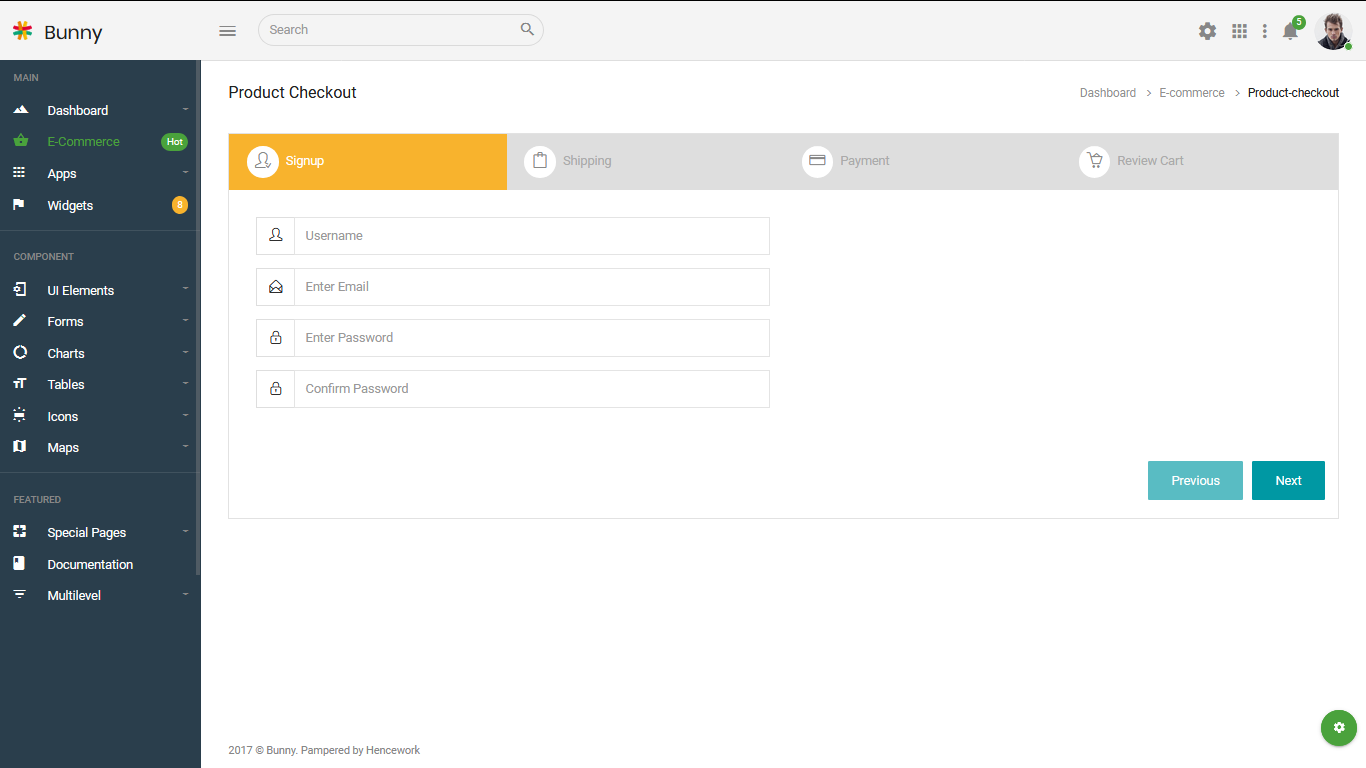 Bunny
Search
5
MAIN
Dashboard
E-Commerce Hot
Apps
Widgets 8
COMPONENT
UI Elements
Forms
Charts
Tables
Icons
Maps
FEATURED
Special Pages
Documentation
Multilevel
Product Checkout
Dashboard > E-commerce > Product-checkout
Signup Shipping Payment Review Cart
Username
Enter Email
Enter Password
Confirm Password
Previous Next
2017 © Bunny. Pampered by Hencework